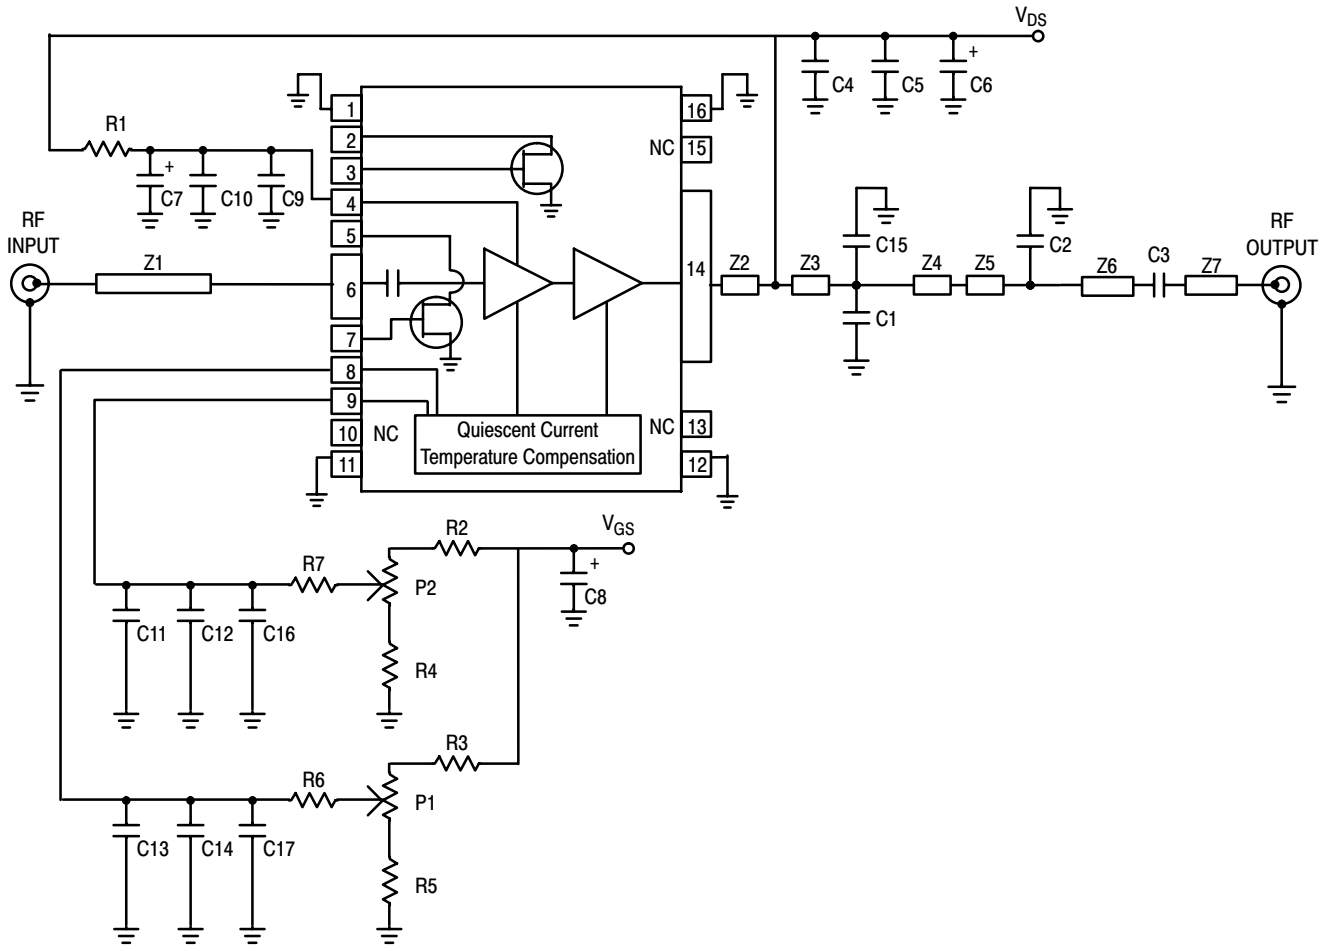 VDS
+
C4 C5 C6
R1
+
C7 C10 C9
1
2
3
4
5
6
7
8
9
10
11
16
NC 15
14
NC 13
12
NC
Quiescent Current
Temperature Compensation
RF
INPUT
Z1
Z2 Z3 Z4 Z5 Z6 C3 Z7
C15 C2
C1
RF
OUTPUT
R2 VGS
+
C8
R7 P2
C11 C12 C16
R4
R3
R6 P1
C13 C14 C17
R5